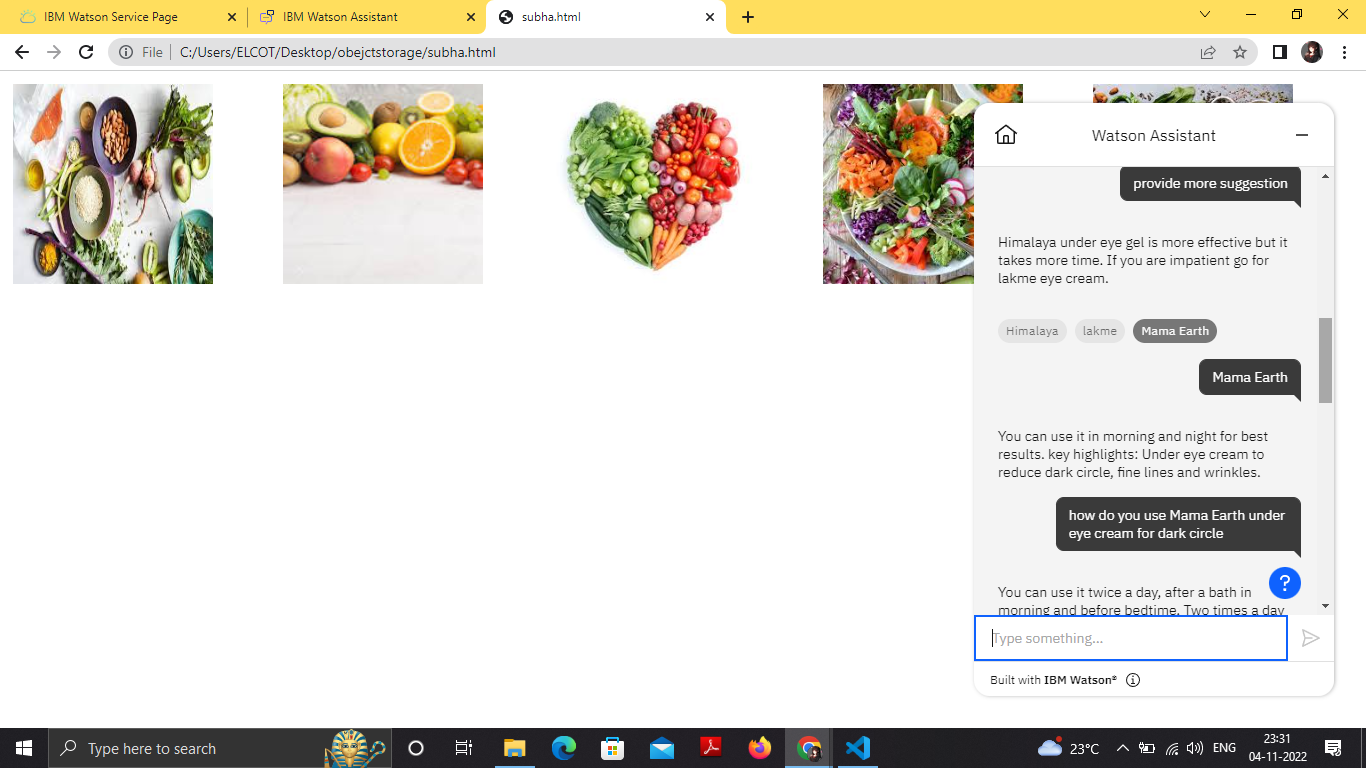 IBM Watson Service Page
IBM Watson Assistant
subha.html
File
C:/Users/ELCOT/Desktop/obejctstorage/subha.html
Watson Assistant
provide more suggestion
Himalaya under eye gel is more effective but it
takes more time. If you are impatient go for
lakme eye cream.
Himalaya lakme Mama Earth
Mama Earth
You can use it in morning and night for best
results. key highlights: Under eye cream to
reduce dark circle, fine lines and wrinkles.
how do you use Mama Earth under
eye cream for dark circle
?
You can use it twice a day, after a bath in
morning and before bedtime. Two times a day
Type something...
Built with IBM Watson®
Type here to search
23°C
ENG
23:31
04-11-2022